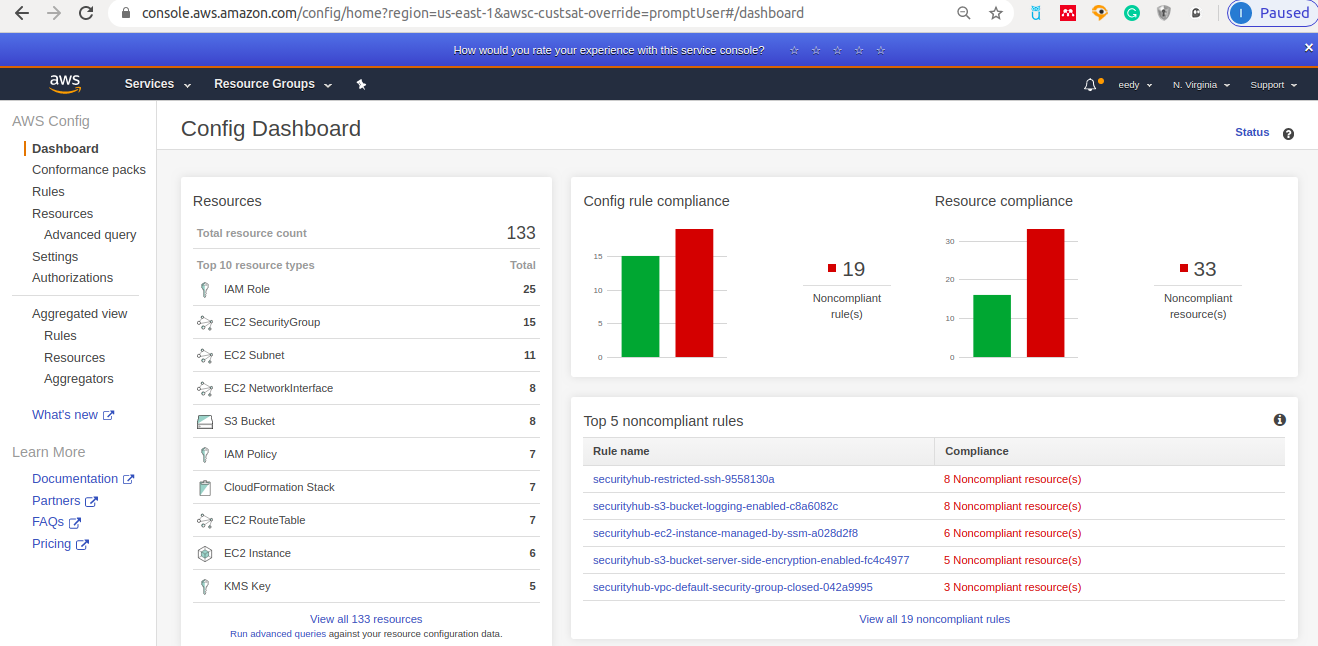 console.aws.amazon.com/config/home?region=us-east-1&awsc-custsat-override=promptUser#/dashboard
I Paused
How would you rate your experience with this service console?
aws Services Resource Groups eedy N. Virginia Support
AWS Config
Dashboard
Conformance packs
Rules
Resources
Advanced query
Settings
Authorizations
Aggregated view
Rules
Resources
Aggregators
What's new
Learn More
Documentation
Partners
FAQs
Pricing
Config Dashboard
Status
Resources
Total resource count 133
Top 10 resource types Total
IAM Role 25
EC2 SecurityGroup 15
EC2 Subnet 11
EC2 NetworkInterface 8
S3 Bucket 8
IAM Policy 7
CloudFormation Stack 7
EC2 RouteTable 7
EC2 Instance 6
KMS Key 5
View all 133 resources
Run advanced queries against your resource configuration data.
Config rule compliance
15
10
5
0
19
Noncompliant
rule(s)
Resource compliance
30
20
10
0
33
Noncompliant
resource(s)
Top 5 noncompliant rules
Rule name Compliance
securityhub-restricted-ssh-9558130a 8 Noncompliant resource(s)
securityhub-s3-bucket-logging-enabled-c8a6082c 8 Noncompliant resource(s)
securityhub-ec2-instance-managed-by-ssm-a028d2f8 6 Noncompliant resource(s)
securityhub-s3-bucket-server-side-encryption-enabled-fc4c4977 5 Noncompliant resource(s)
securityhub-vpc-default-security-group-closed-042a9995 3 Noncompliant resource(s)
View all 19 noncompliant rules